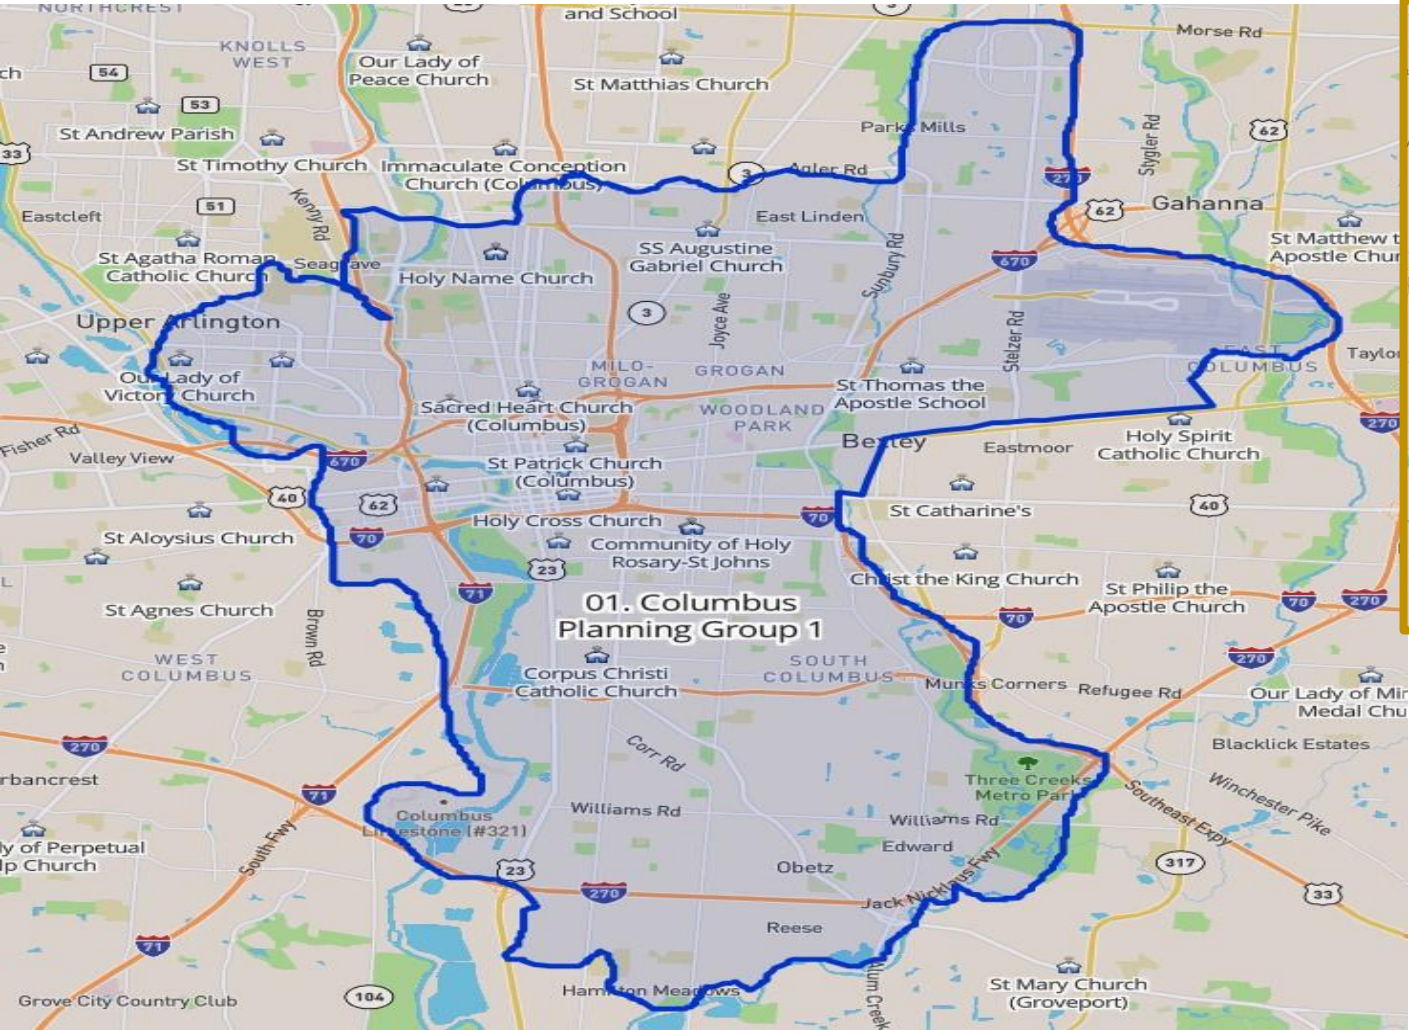 NORTHCREST
and School
3
Morse Rd
KNOLLS
WEST
Our Lady of
Peace Church
St Matthias Church
54
53
St Andrew Parish
33
St Timothy Church
Immaculate Conception
Church (Columbus)
3
Agler Rd
Parks Mills
Stygler Rd
62
270
51
Eastcleft
Kenny Rd
East Linden
62
Gahanna
St Agatha Roman
Catholic Church
Seagrave
Holy Name Church
SS Augustine
Gabriel Church
Sunbury Rd
670
St Matthew t
Apostle Chur
Upper Arlington
3
Joyce Ave
Stelzer Rd
Our Lady of
Victory Church
MILO-
GROGAN
GROGAN
St Thomas the
Apostle School
EAST
COLUMBUS
Taylo
Sacred Heart Church
(Columbus)
WOODLAND
PARK
270
Fisher Rd
Valley View
670
St Patrick Church
(Columbus)
Bexley
Eastmoor
Holy Spirit
Catholic Church
40
62
St Catharine's
40
St Aloysius Church
70
Holy Cross Church
70
Community of Holy
Rosary-St Johns
23
Christ the King Church
St Philip the
Apostle Church
St Agnes Church
71
01. Columbus
Planning Group 1
70
70
270
Brown Rd
WEST
COLUMBUS
Corpus Christi
Catholic Church
SOUTH
COLUMBUS
270
Munks Corners
Refugee Rd
Our Lady of Mir
Medal Chu
270
Corr Rd
Blacklick Estates
rbancrest
71
Three Creeks
Metro Park
Winchester Pike
Columbus
Limestone [#321]
Williams Rd
Williams Rd
Southeast Expy
South Fwy
ly of Perpetual
lp Church
Edward
Obetz
317
23
270
Jack Nicklaus Fwy
33
Reese
71
Grove City Country Club
104
Hamilton Meadows
Alum Creek
St Mary Church
(Groveport)